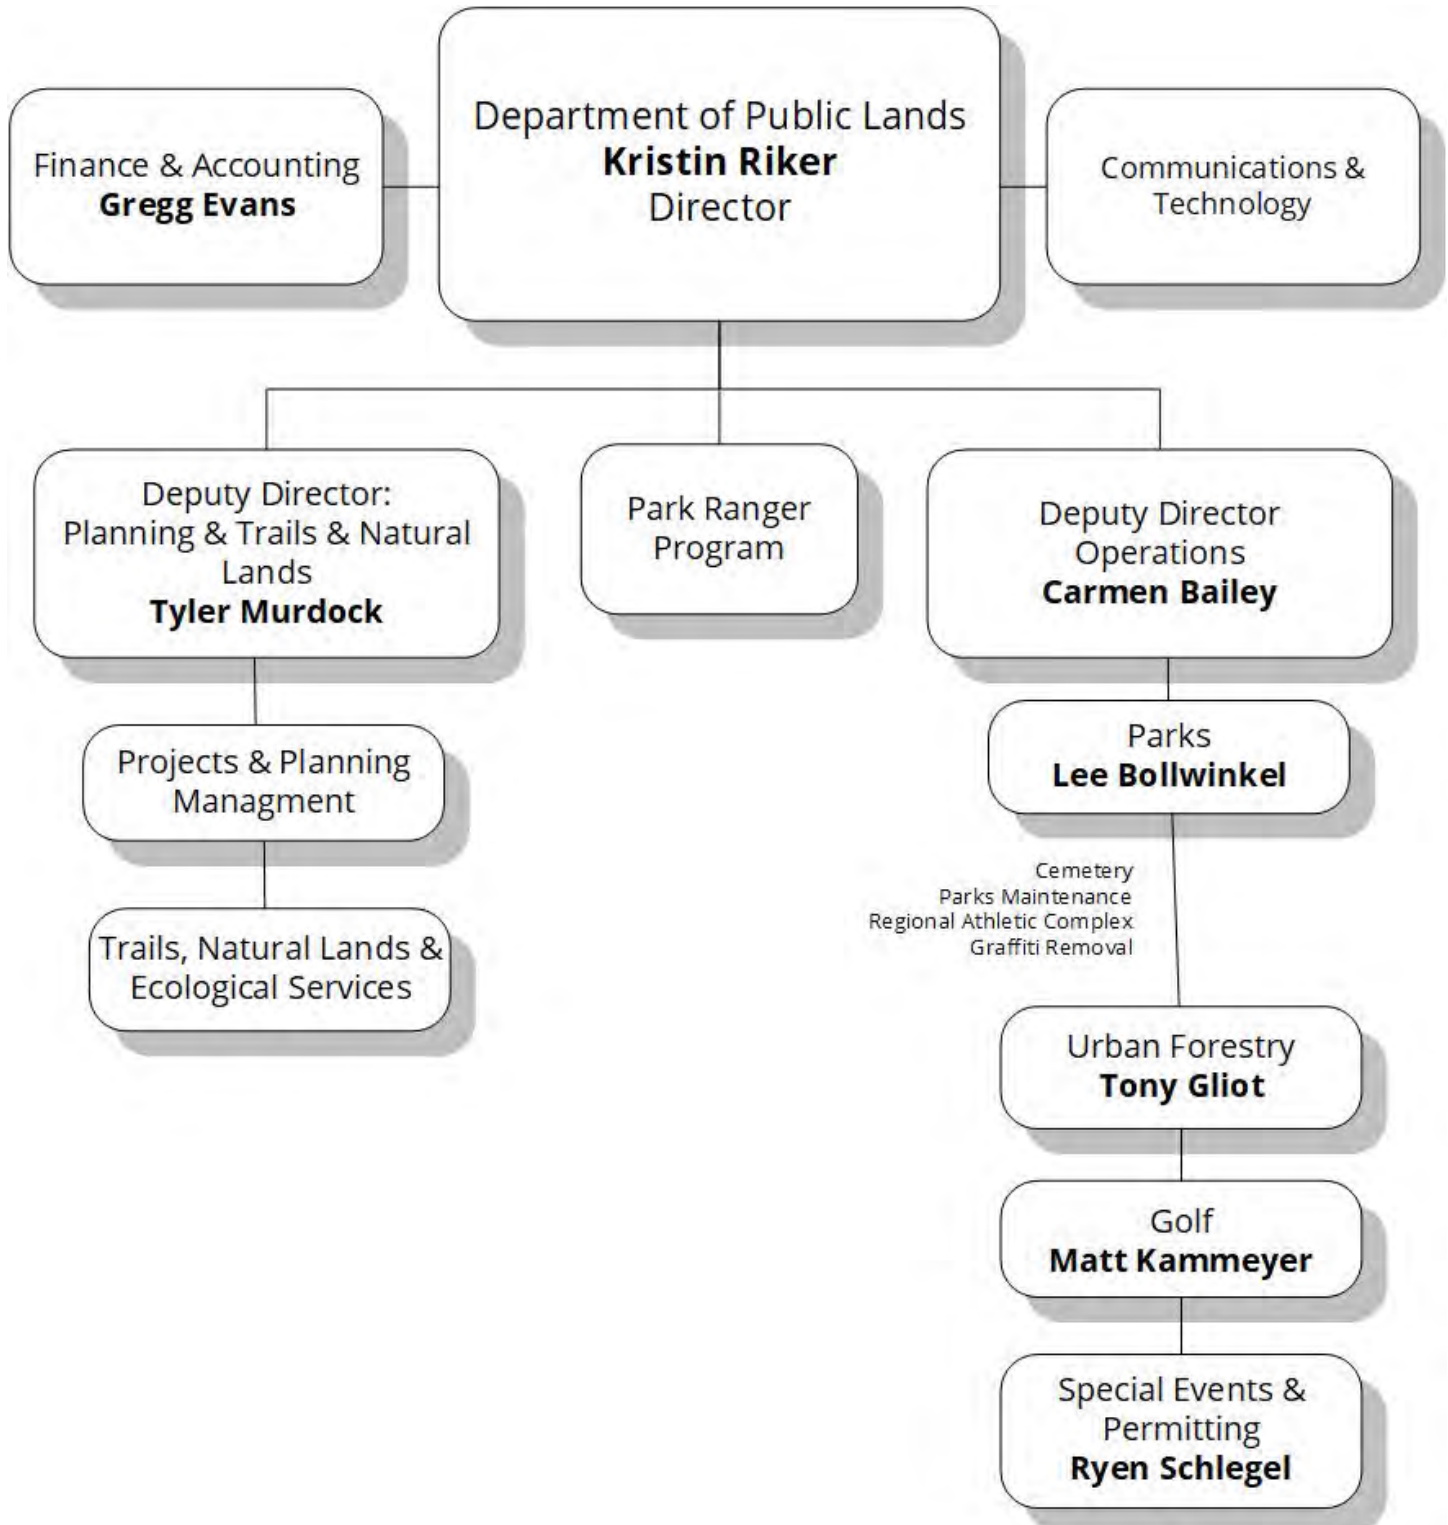 Department of Public Lands
Kristin Riker
Director
Finance & Accounting
Gregg Evans
Communications &
Technology
Deputy Director:
Planning & Trails & Natural
Lands
Tyler Murdock
Park Ranger
Program
Deputy Director
Operations
Carmen Bailey
Projects & Planning
Managment
Trails, Natural Lands &
Ecological Services
Parks
Lee Bollwinkel
Cemetery
Parks Maintenance
Regional Athletic Complex
Graffiti Removal
Urban Forestry
Tony Gliot
Golf
Matt Kammeyer
Special Events &
Permitting
Ryen Schlegel